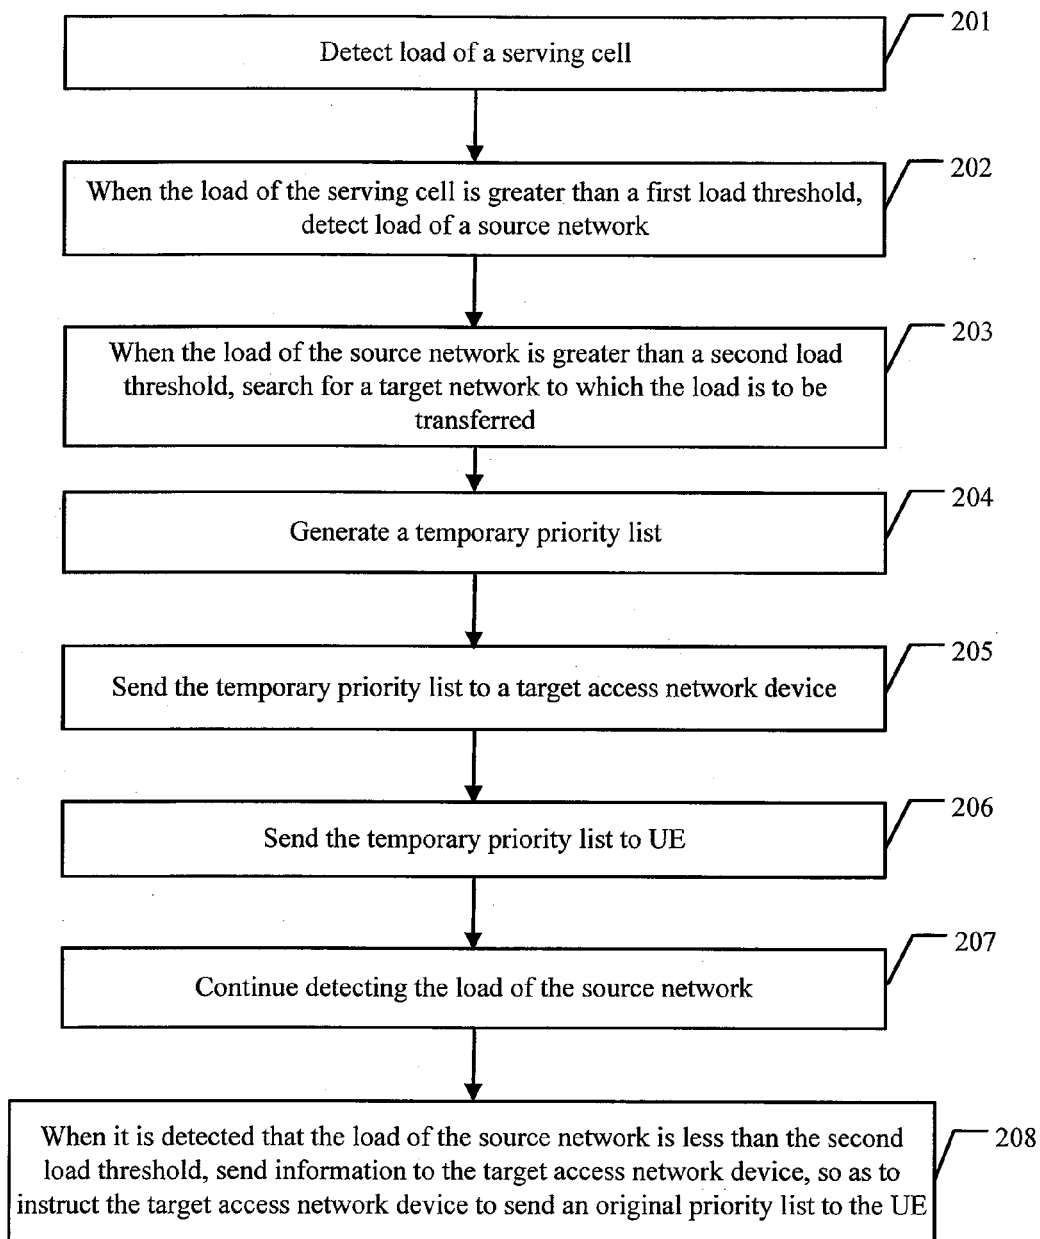 201
Detect load of a serving cell
202
When the load of the serving cell is greater than a first load threshold,
detect load of a source network
203
When the load of the source network is greater than a second load
threshold, search for a target network to which the load is to be
transferred
204
Generate a temporary priority list
205
Send the temporary priority list to a target access network device
206
Send the temporary priority list to UE
207
Continue detecting the load of the source network
208
When it is detected that the load of the source network is less than the second
load threshold, send information to the target access network device, so as to
instruct the target access network device to send an original priority list to the UE